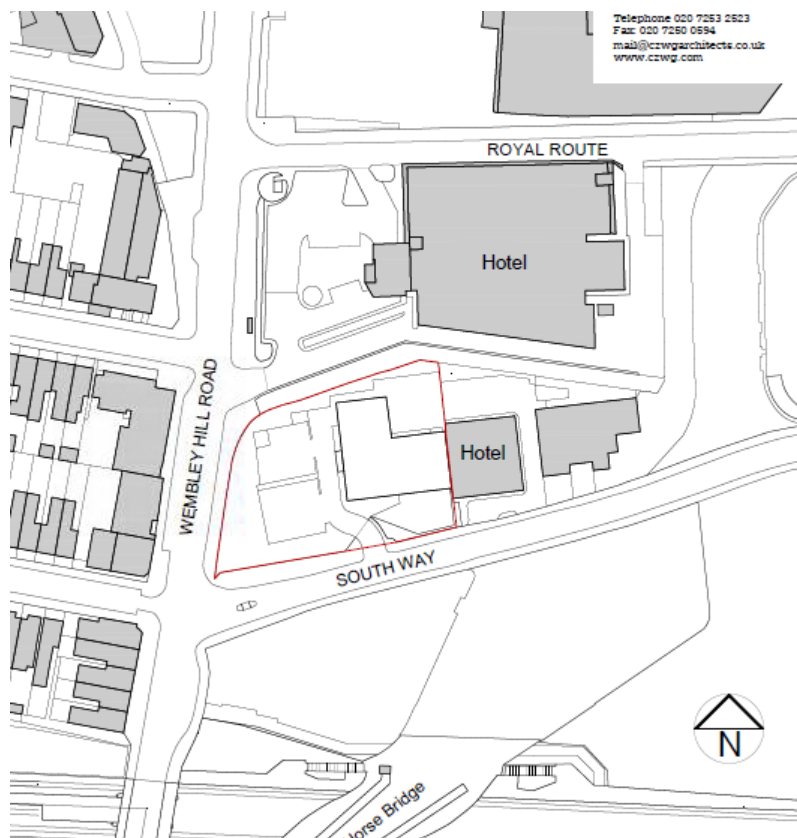 Telephone 020 7253 2523
Fax: 020 7250 0594
mail@czwgarchitects.co.uk
www.czwg.com
ROYAL ROUTE
Hotel
WEMBLEY HILL ROAD
Hotel
SOUTH WAY
N
Bridge